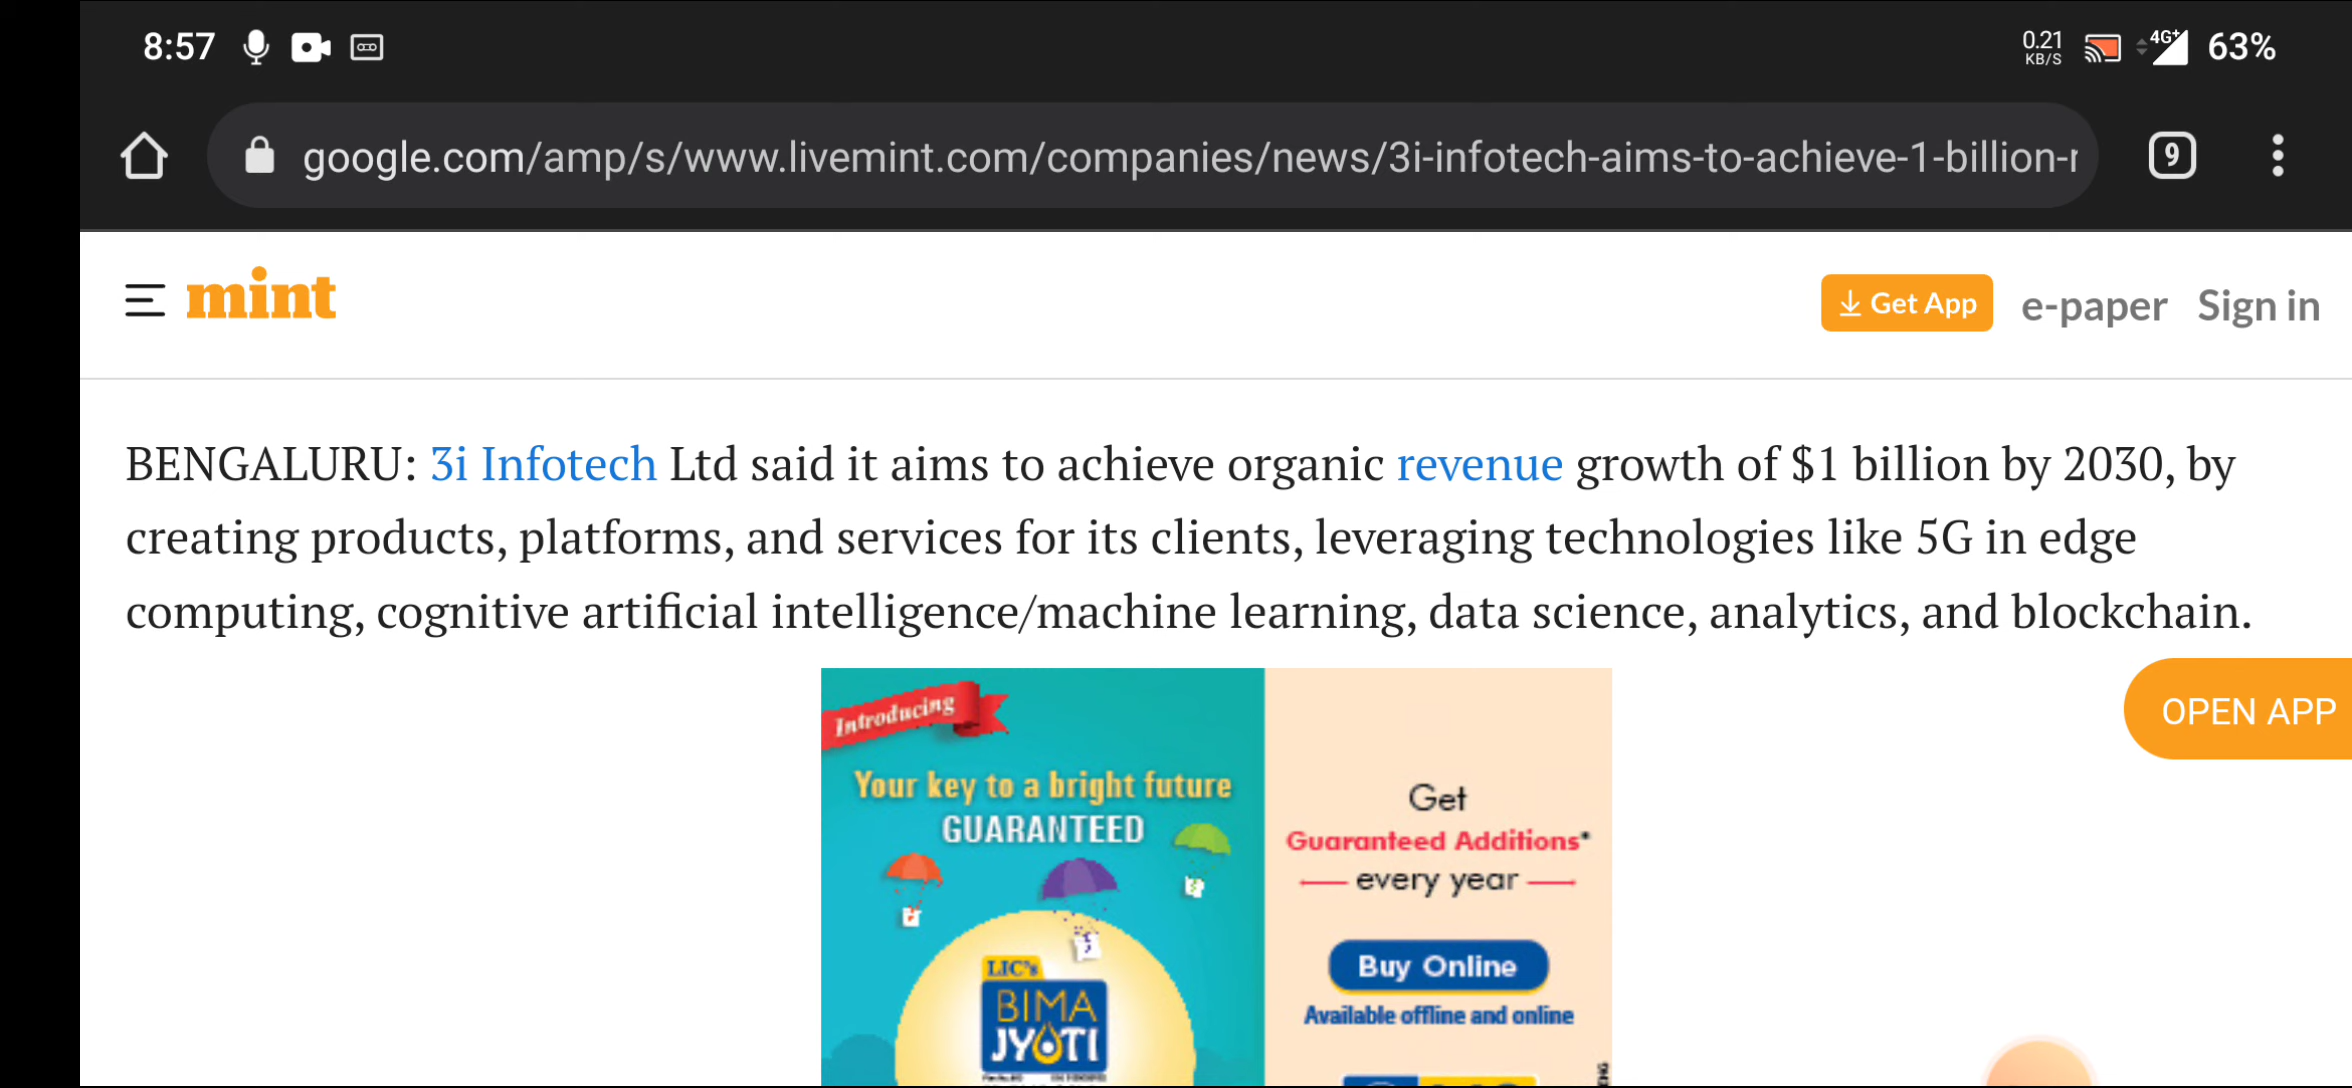 8:57
0.21
KB/S
4G+
63%
google.com/amp/s/www.livemint.com/companies/news/3i-infotech-aims-to-achieve-1-billion-r
9
mint
Get App
e-paper
Sign in
BENGALURU: 3i Infotech Ltd said it aims to achieve organic revenue growth of $1 billion by 2030, by
creating products, platforms, and services for its clients, leveraging technologies like 5G in edge
computing, cognitive artificial intelligence/machine learning, data science, analytics, and blockchain.
OPEN APP
Introducing
Your key to a bright future
GUARANTEED
LIC's
BIMA
JYOTI
Get
Guaranteed Additions*
every year
Buy Online
Available offline and online